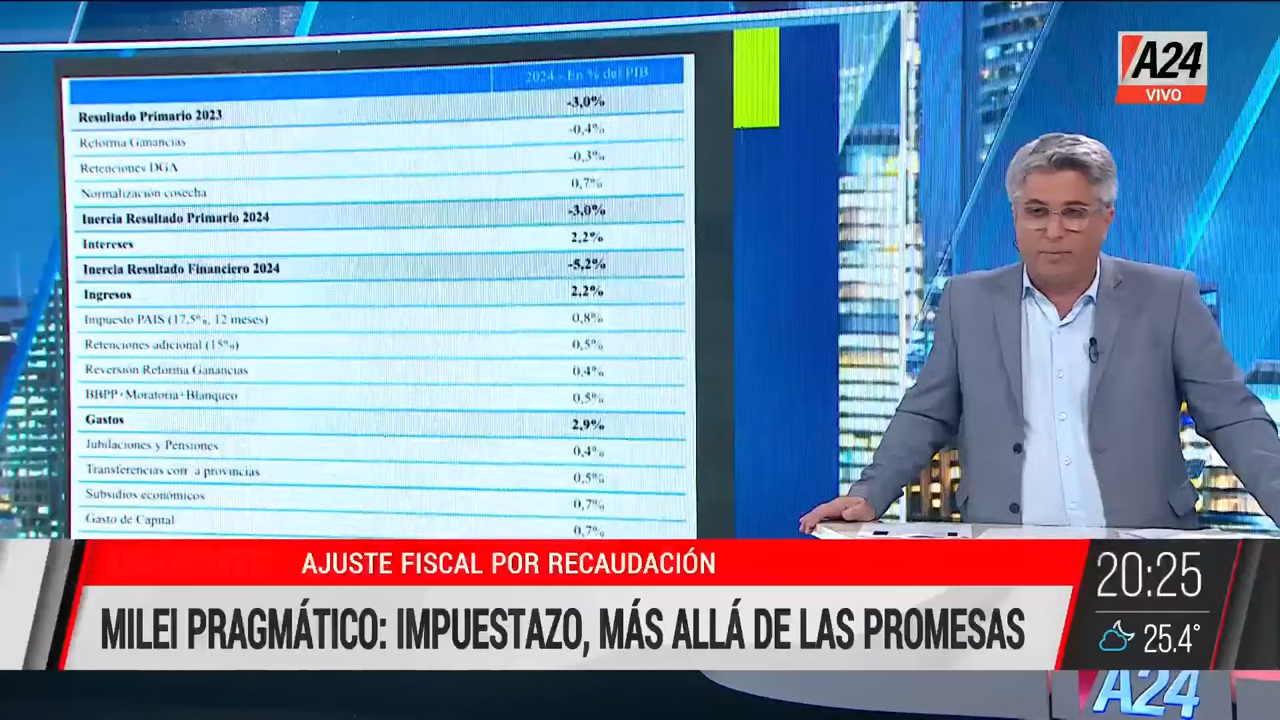 2024 - En % del PIB
Resultado Primario 2023 -3,0%
Reforma Ganancias -0,4%
Retenciones DGA -0,3%
Normalización cosecha 0,7%
Inercia Resultado Primario 2024 -3,0%
Intereses 2,2%
Inercia Resultado Financiero 2024 -5,2%
Ingresos 2,2%
Impuesto PAIS (17,5%, 12 meses) 0,8%
Retenciones adicional (15%) 0,5%
Reversión Reforma Ganancias 0,4%
BBPP+Moratoria+Blanqueo 0,5%
Gastos 2,9%
Jubilaciones y Pensiones 0,4%
Transferencias corr a provincias 0,5%
Subsidios económicos 0,7%
Gasto de Capital 0,7%
A24
VIVO
AJUSTE FISCAL POR RECAUDACIÓN
MILEI PRAGMÁTICO: IMPUESTAZO, MÁS ALLÁ DE LAS PROMESAS
20:25
25.4°
A24